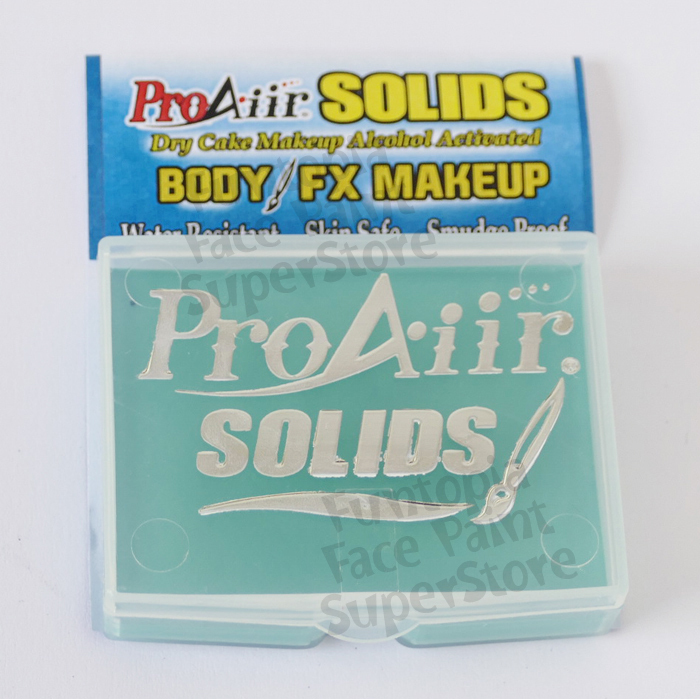 ProAiir SOLIDS
Dry Cake Makeup Alcohol Activated
BODY FX MAKEUP
Water Resistant Skin Safe Smudge Proof
Funtopia
Face Paint
SuperStore
ProAiir
SOLIDS
Funtopia
Face Paint
SuperStore